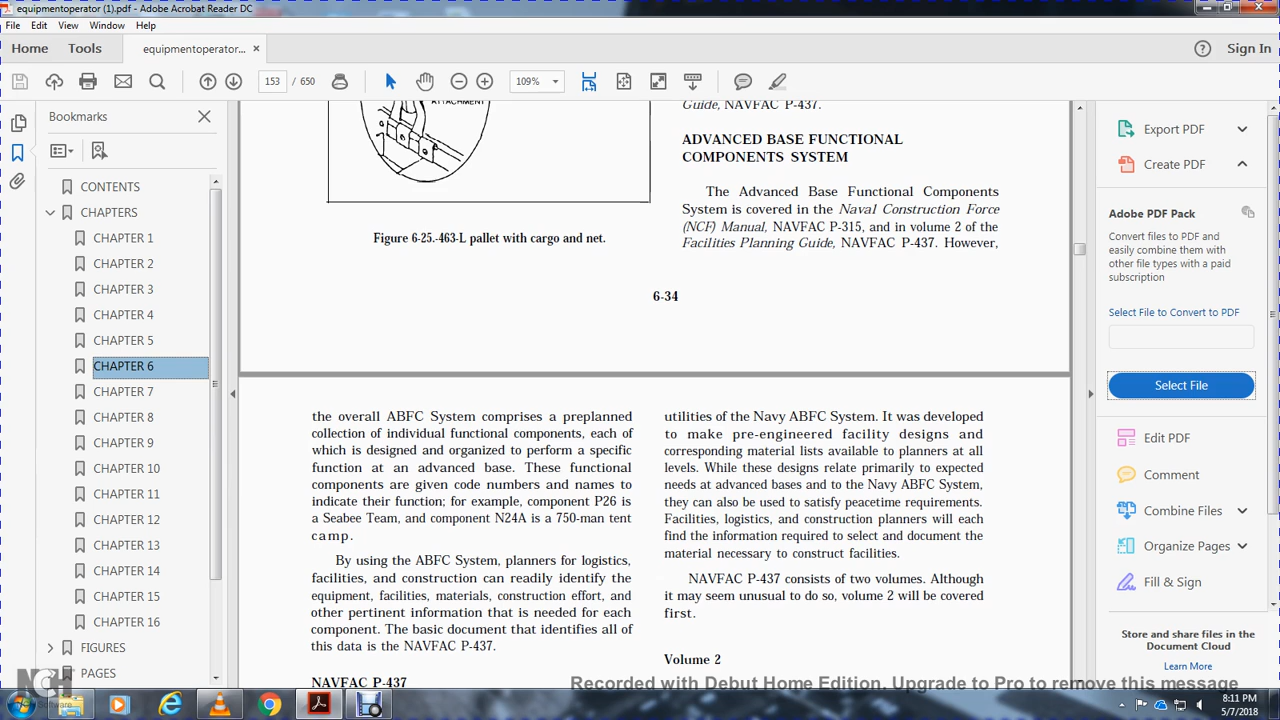 equipmentoperator (1).pdf - Adobe Acrobat Reader DC
File Edit View Window Help
Home Tools equipmentoperator... × Sign In
153 / 650 109%
Bookmarks
CONTENTS
CHAPTERS
CHAPTER 1
CHAPTER 2
CHAPTER 3
CHAPTER 4
CHAPTER 5
CHAPTER 6
CHAPTER 7
CHAPTER 8
CHAPTER 9
CHAPTER 10
CHAPTER 11
CHAPTER 12
CHAPTER 13
CHAPTER 14
CHAPTER 15
CHAPTER 16
FIGURES
PAGES
ATTACHMENT
Figure 6-25.-463-L pallet with cargo and net.
Guide, NAVFAC P-437.
ADVANCED BASE FUNCTIONAL
COMPONENTS SYSTEM
The Advanced Base Functional Components
System is covered in the Naval Construction Force
(NCF) Manual, NAVFAC P-315, and in volume 2 of the
Facilities Planning Guide, NAVFAC P-437. However,
6-34
the overall ABFC System comprises a preplanned
collection of individual functional components, each of
which is designed and organized to perform a specific
function at an advanced base. These functional
components are given code numbers and names to
indicate their function; for example, component P26 is
a Seabee Team, and component N24A is a 750-man tent
camp.
By using the ABFC System, planners for logistics,
facilities, and construction can readily identify the
equipment, facilities, materials, construction effort, and
other pertinent information that is needed for each
component. The basic document that identifies all of
this data is the NAVFAC P-437.
NAVFAC P-437
utilities of the Navy ABFC System. It was developed
to make pre-engineered facility designs and
corresponding material lists available to planners at all
levels. While these designs relate primarily to expected
needs at advanced bases and to the Navy ABFC System,
they can also be used to satisfy peacetime requirements.
Facilities, logistics, and construction planners will each
find the information required to select and document the
material necessary to construct facilities.
NAVFAC P-437 consists of two volumes. Although
it may seem unusual to do so, volume 2 will be covered
first.
Volume 2
Export PDF
Create PDF
Adobe PDF Pack
Convert files to PDF and
easily combine them with
other file types with a paid
subscription
Select File to Convert to PDF
Select File
Edit PDF
Comment
Combine Files
Organize Pages
Fill & Sign
Store and share files in the
Document Cloud
Learn More
NCH
Software
Recorded with Debut Home Edition. Upgrade to Pro to remove this message
8:11 PM
5/7/2018